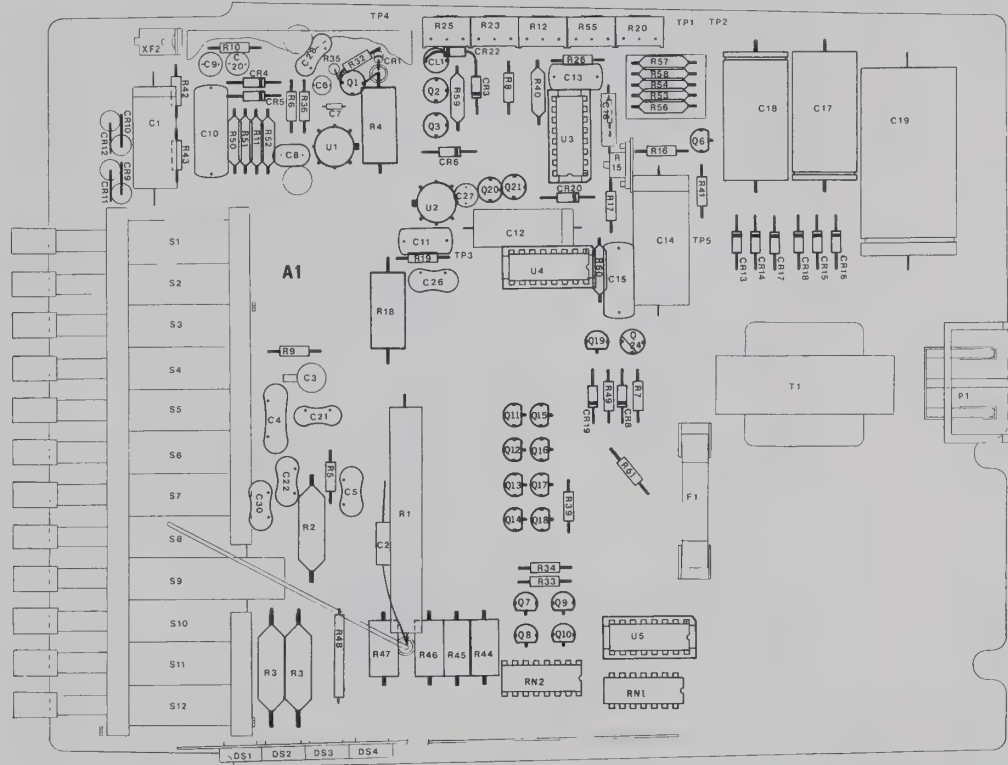 TP4
R25 R23 R12 R55 R20
TP1 TP2
XF2
R10
C28
R35
R32
CR1
CR22
CL1
R26
C9
C20
CR4
C6
Q1
Q2
R59
CR3
R8
R40
C13
R57
R58
R54
R53
R56
R42
CR5
R6
R36
C7
C18
C17
C19
C1
CR10
CR12
C10
R50
R51
R11
R52
U1
R4
Q3
U3
C16
Q6
R43
C8
CR6
R15
R16
CR9
CR11
U2
C27
Q20
Q21
CR20
R17
R41
S1
C11
TP3
R19
C12
C14
TP5
CR13
CR14
CR17
CR18
CR15
CR16
S2
A1
C26
U4
R60
C15
S3
R18
S4
R9
Q19
Q24
C3
T1
P1
S5
C4
C21
Q11
Q15
CR19
R49
CR8
R7
S6
Q12
Q16
R61
S7
C22
R5
C5
Q13
Q17
R39
F1
C30
R2
R1
Q14
Q18
S8
C2
S9
R34
R33
Q7
Q9
S10
R48
U5
Q8
Q10
S11
R3
R3
R47
R46
R45
R44
RN2
RN1
S12
DS1 DS2 DS3 DS4